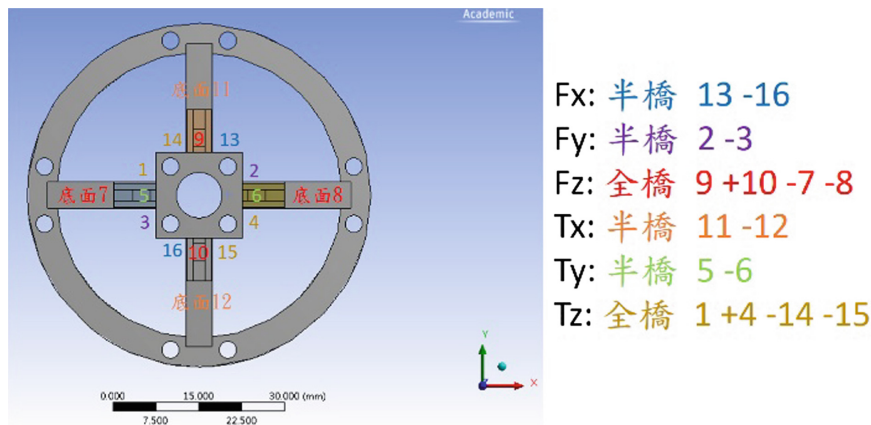 Academic
底面11
14 9 13
1 2
底面7 5 6 底面8
3 4
16 10 15
底面12
Y
X
Z
0.000 15.000 30.000 (mm)
7.500 22.500
Fx: 半橋 13 -16
Fy: 半橋 2 -3
Fz: 全橋 9 +10 -7 -8
Tx: 半橋 11 -12
Ty: 半橋 5 -6
Tz: 全橋 1 +4 -14 -15